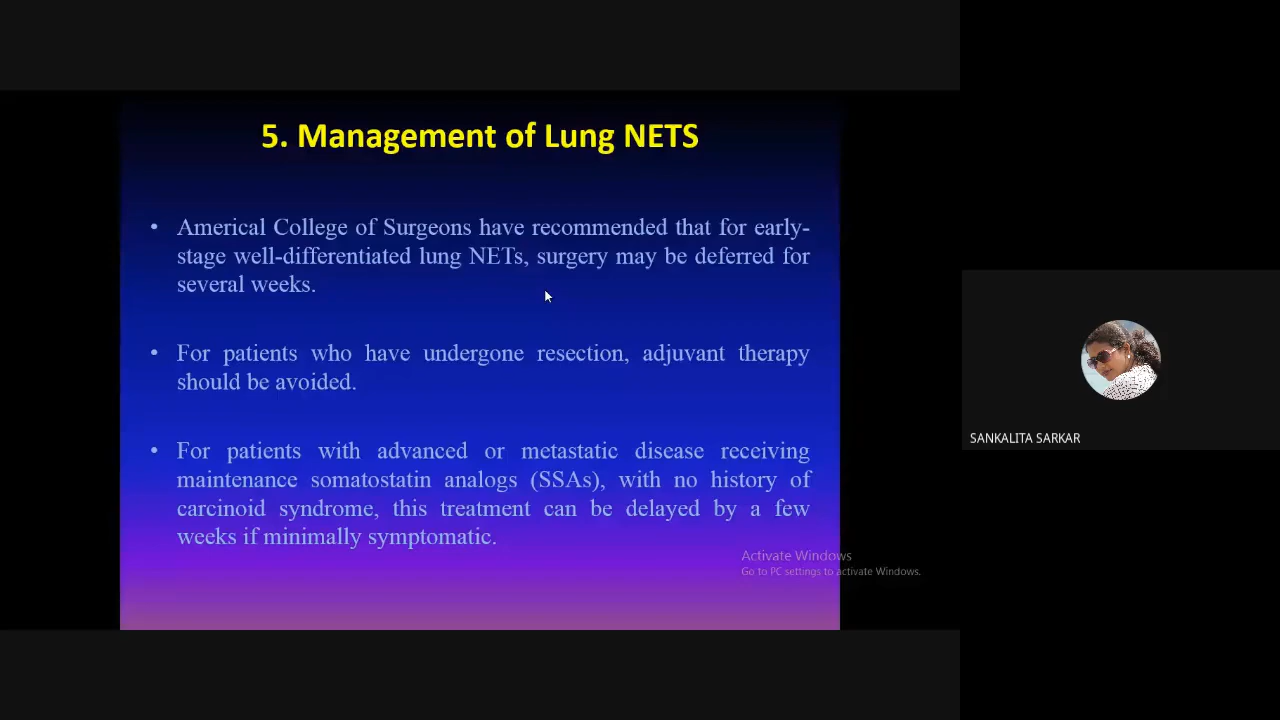 5. Management of Lung NETS
• Americal College of Surgeons have recommended that for early-
stage well-differentiated lung NETs, surgery may be deferred for
several weeks.
• For patients who have undergone resection, adjuvant therapy
should be avoided.
• For patients with advanced or metastatic disease receiving
maintenance somatostatin analogs (SSAs), with no history of
carcinoid syndrome, this treatment can be delayed by a few
weeks if minimally symptomatic.
Activate Windows
Go to PC settings to activate Windows.
SANKALITA SARKAR